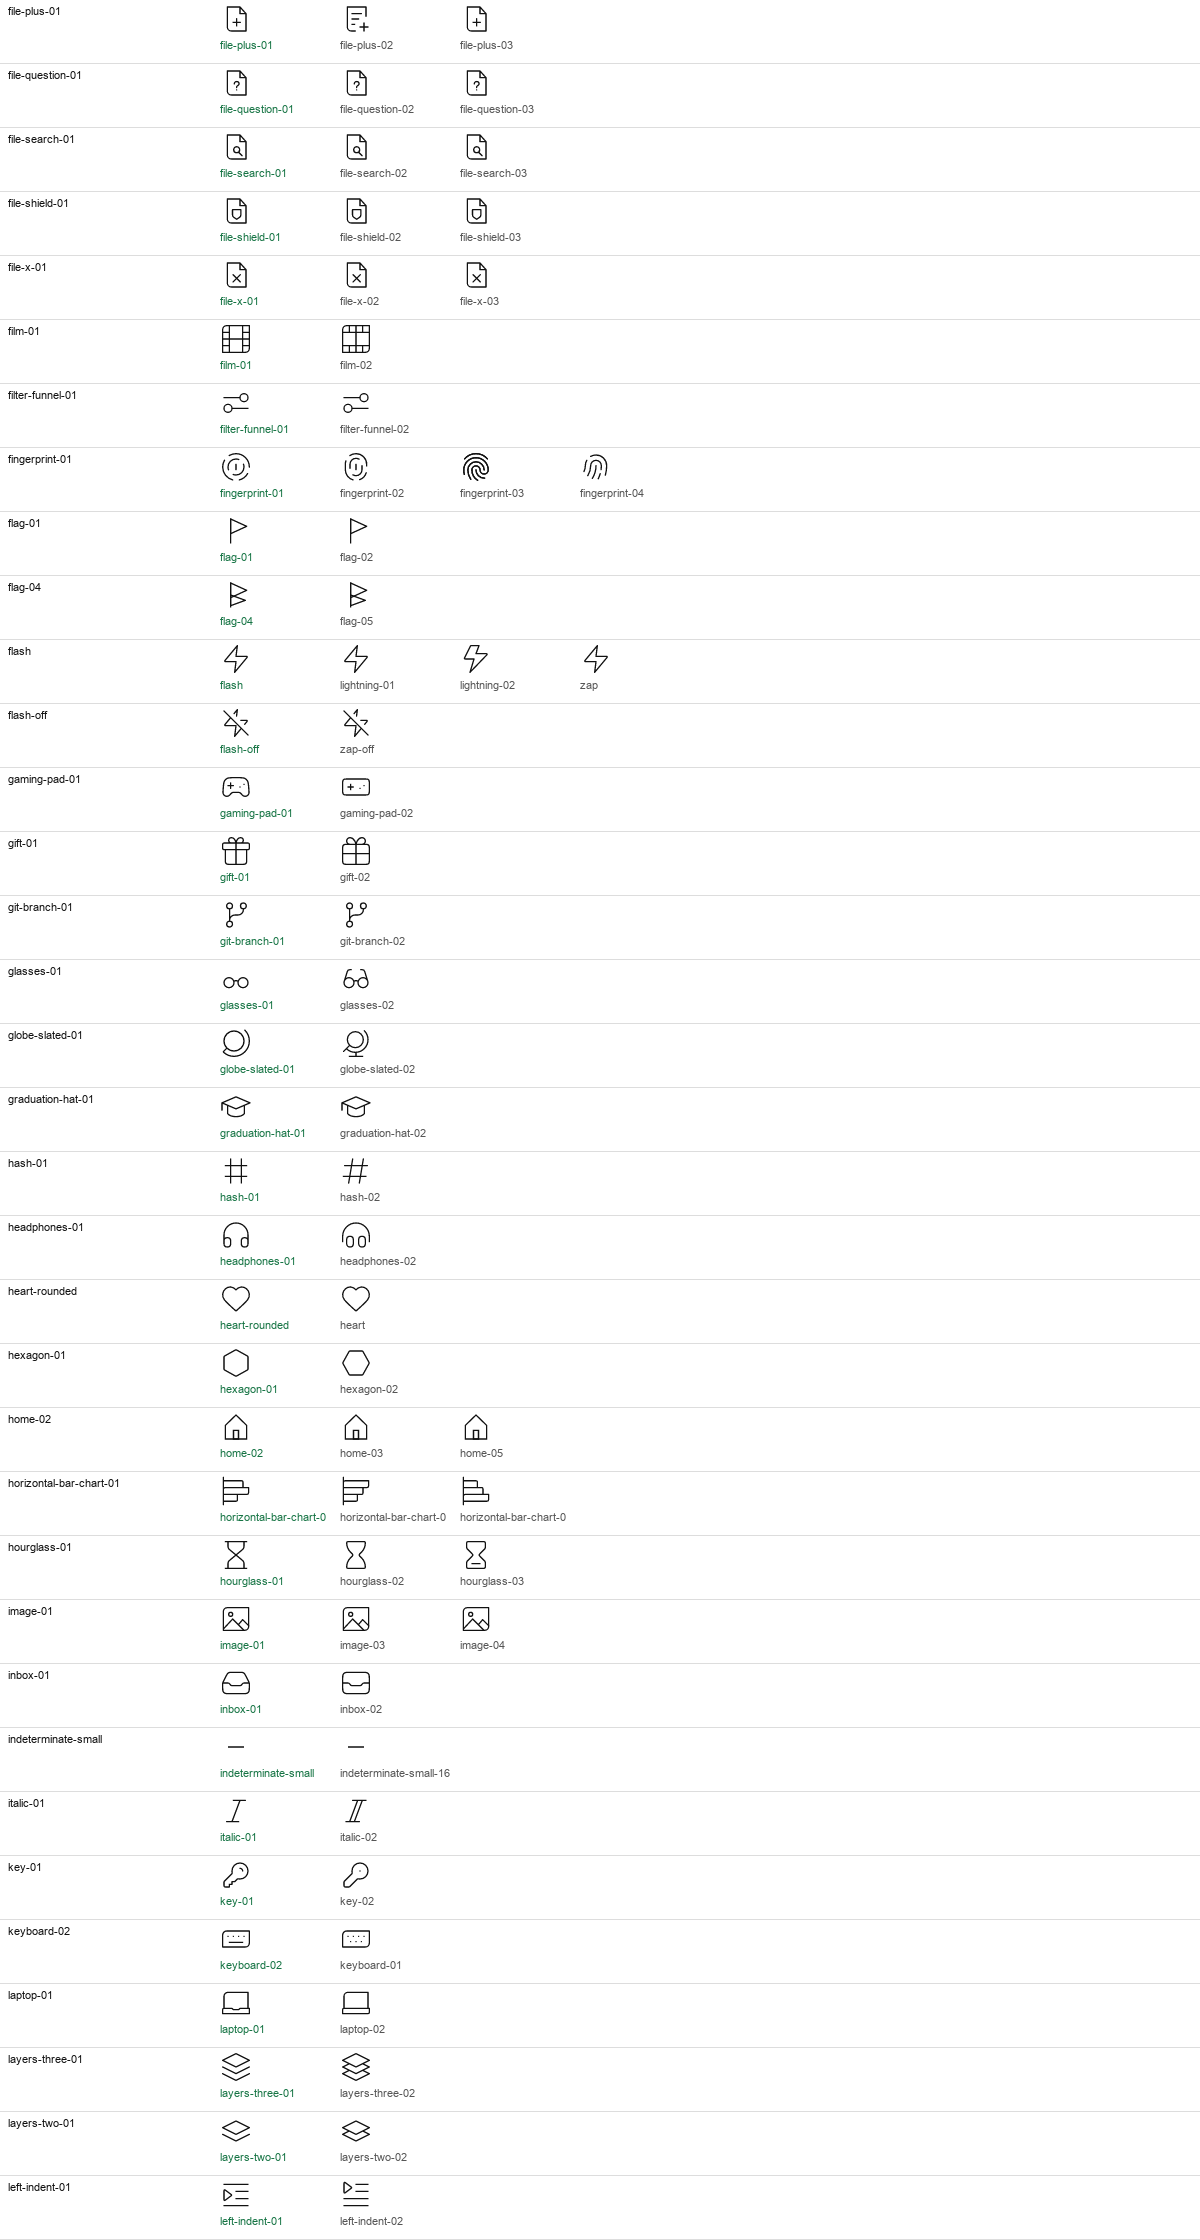 file-plus-01
file-plus-01 file-plus-02 file-plus-03
file-question-01
file-question-01 file-question-02 file-question-03
file-search-01
file-search-01 file-search-02 file-search-03
file-shield-01
file-shield-01 file-shield-02 file-shield-03
file-x-01
file-x-01 file-x-02 file-x-03
film-01
film-01 film-02
filter-funnel-01
filter-funnel-01 filter-funnel-02
fingerprint-01
fingerprint-01 fingerprint-02 fingerprint-03 fingerprint-04
flag-01
flag-01 flag-02
flag-04
flag-04 flag-05
flash
flash lightning-01 lightning-02 zap
flash-off
flash-off zap-off
gaming-pad-01
gaming-pad-01 gaming-pad-02
gift-01
gift-01 gift-02
git-branch-01
git-branch-01 git-branch-02
glasses-01
glasses-01 glasses-02
globe-slated-01
globe-slated-01 globe-slated-02
graduation-hat-01
graduation-hat-01 graduation-hat-02
hash-01
hash-01 hash-02
headphones-01
headphones-01 headphones-02
heart-rounded
heart-rounded heart
hexagon-01
hexagon-01 hexagon-02
home-02
home-02 home-03 home-05
horizontal-bar-chart-01
horizontal-bar-chart-0 horizontal-bar-chart-0 horizontal-bar-chart-0
hourglass-01
hourglass-01 hourglass-02 hourglass-03
image-01
image-01 image-03 image-04
inbox-01
inbox-01 inbox-02
indeterminate-small
indeterminate-small indeterminate-small-16
italic-01
italic-01 italic-02
key-01
key-01 key-02
keyboard-02
keyboard-02 keyboard-01
laptop-01
laptop-01 laptop-02
layers-three-01
layers-three-01 layers-three-02
layers-two-01
layers-two-01 layers-two-02
left-indent-01
left-indent-01 left-indent-02